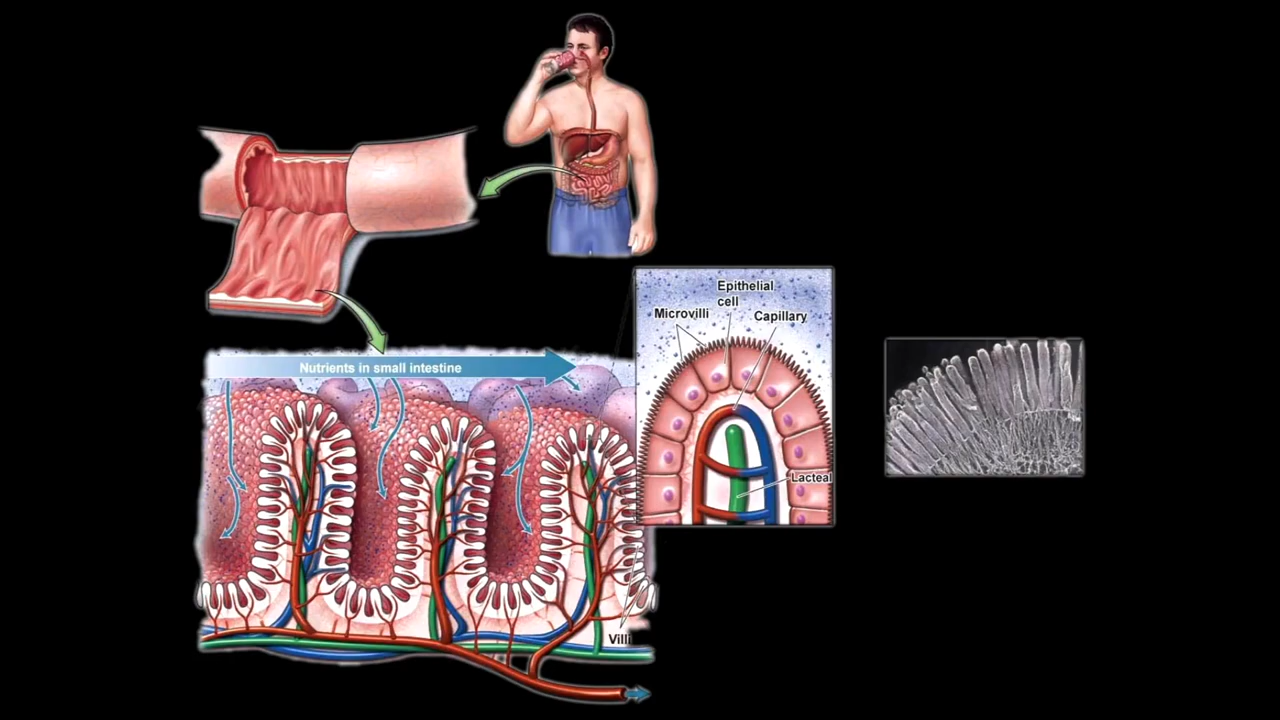 Epithelial
cell
Microvilli
Capillary
Nutrients in small intestine
Lacteal
Villi